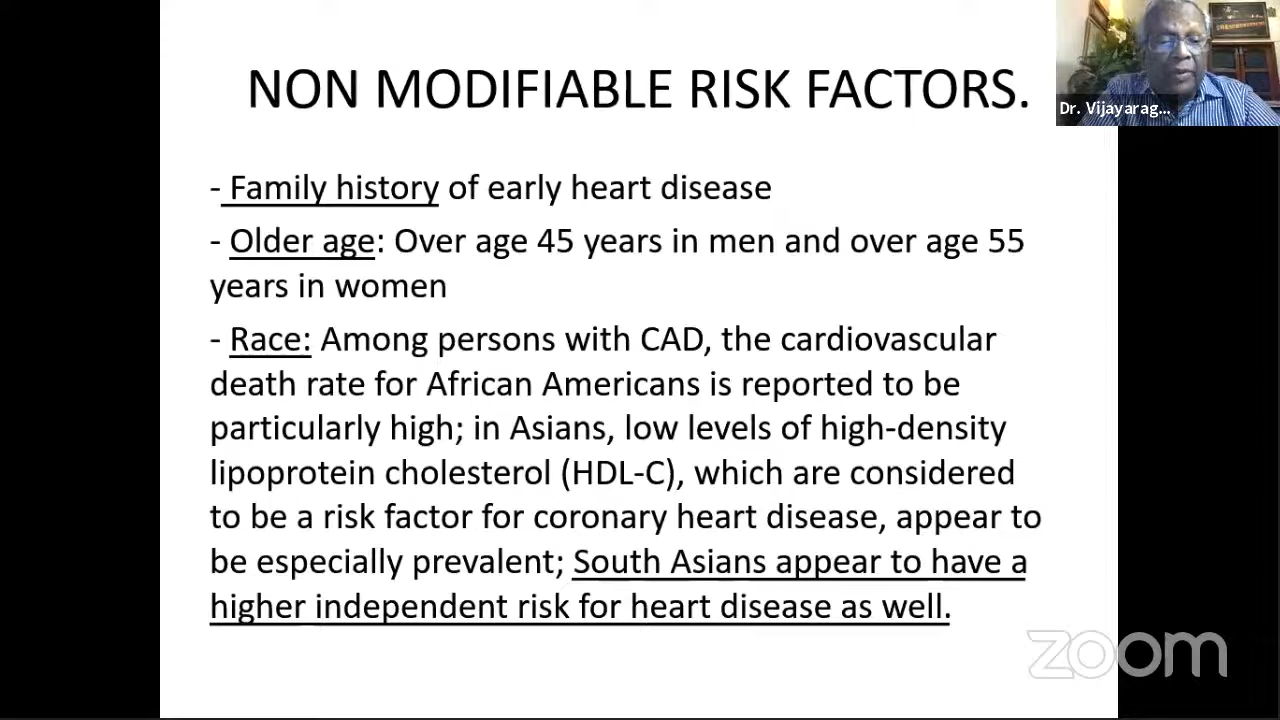 NON MODIFIABLE RISK FACTORS.
Dr. Vijayarag...
- Family history of early heart disease
- Older age: Over age 45 years in men and over age 55
years in women
- Race: Among persons with CAD, the cardiovascular
death rate for African Americans is reported to be
particularly high; in Asians, low levels of high-density
lipoprotein cholesterol (HDL-C), which are considered
to be a risk factor for coronary heart disease, appear to
be especially prevalent; South Asians appear to have a
higher independent risk for heart disease as well.
zoom